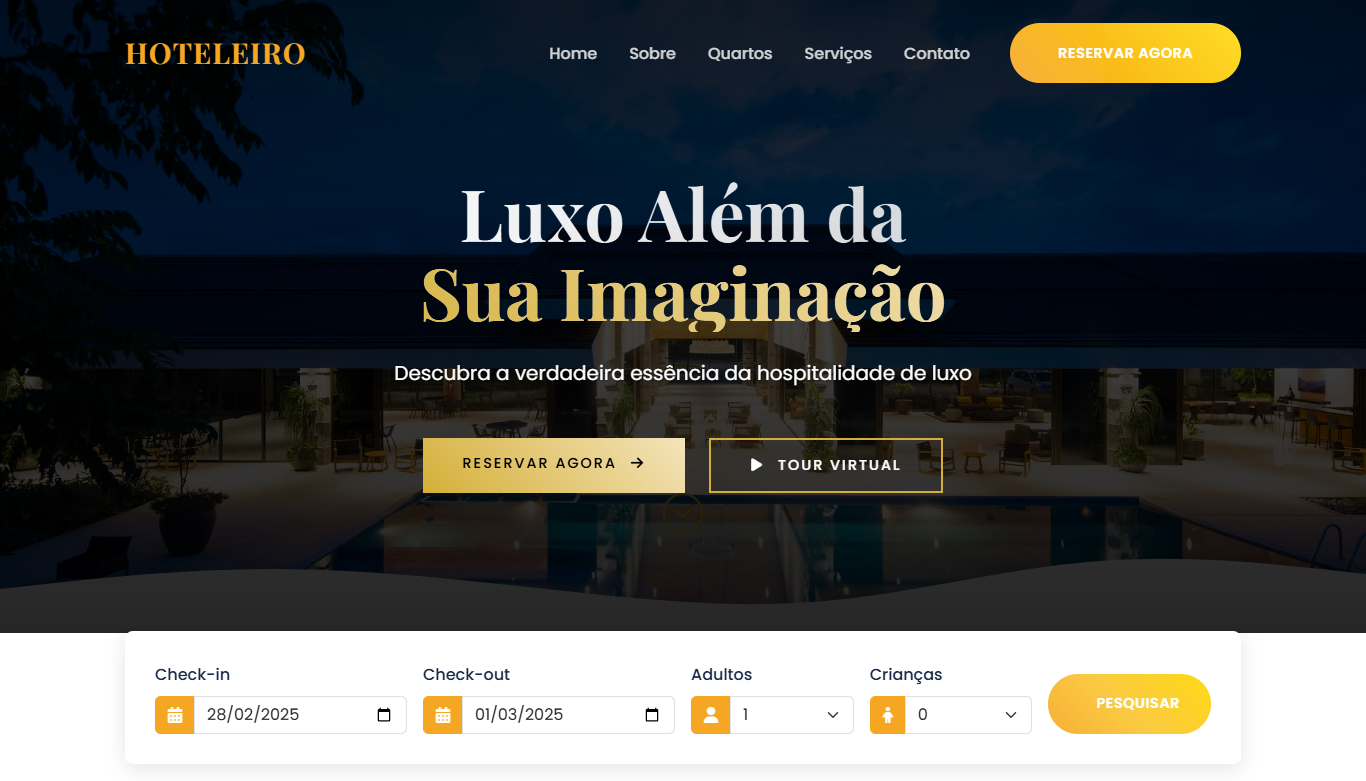 HOTELEIRO
Home Sobre Quartos Serviços Contato RESERVAR AGORA
Luxo Além da
Sua Imaginação
Descubra a verdadeira essência da hospitalidade de luxo
RESERVAR AGORA TOUR VIRTUAL
Check-in Check-out Adultos Crianças
28/02/2025 01/03/2025 1 0 PESQUISAR